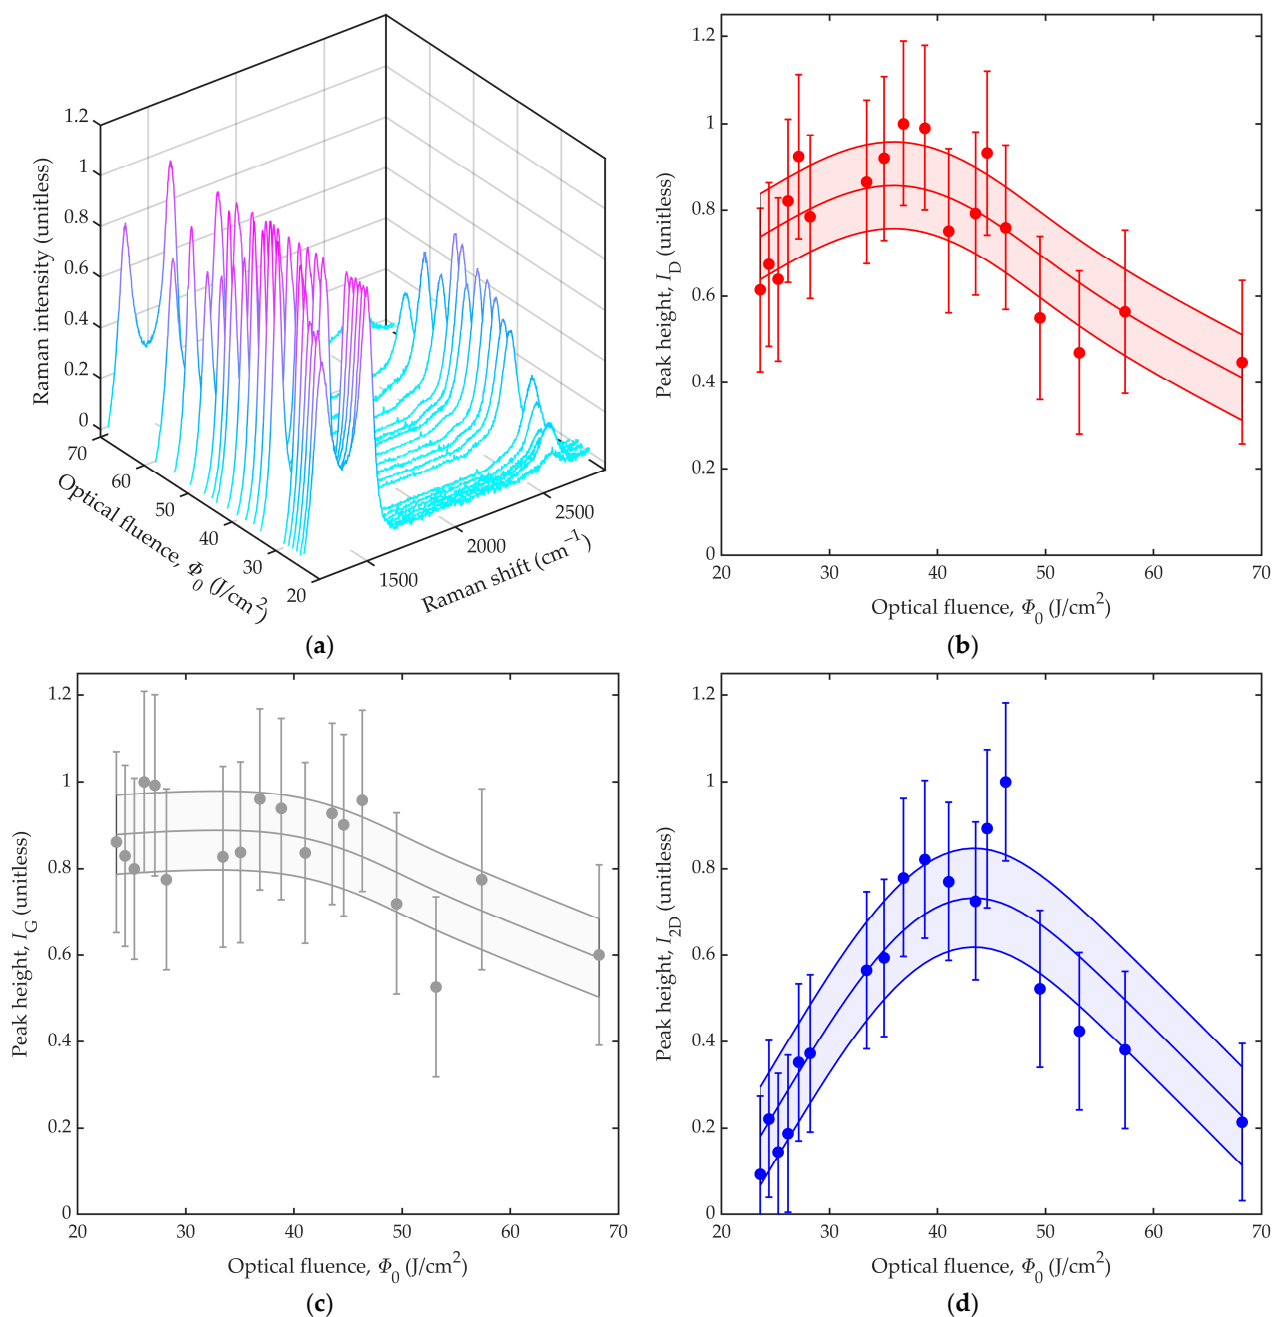 1.2
1
0.8
0.6
0.4
0.2
0
Raman intensity (unitless)
70
60
50
40
30
20
Optical fluence, Φ0 (J/cm2)
1500
2000
2500
Raman shift (cm−1)
(a)
1.2
1
0.8
0.6
0.4
0.2
0
Peak height, ID (unitless)
20 30 40 50 60 70
Optical fluence, Φ0 (J/cm2)
(b)
1.2
1
0.8
0.6
0.4
0.2
0
Peak height, IG (unitless)
20 30 40 50 60 70
Optical fluence, Φ0 (J/cm2)
(c)
1.2
1
0.8
0.6
0.4
0.2
0
Peak height, I2D (unitless)
20 30 40 50 60 70
Optical fluence, Φ0 (J/cm2)
(d)